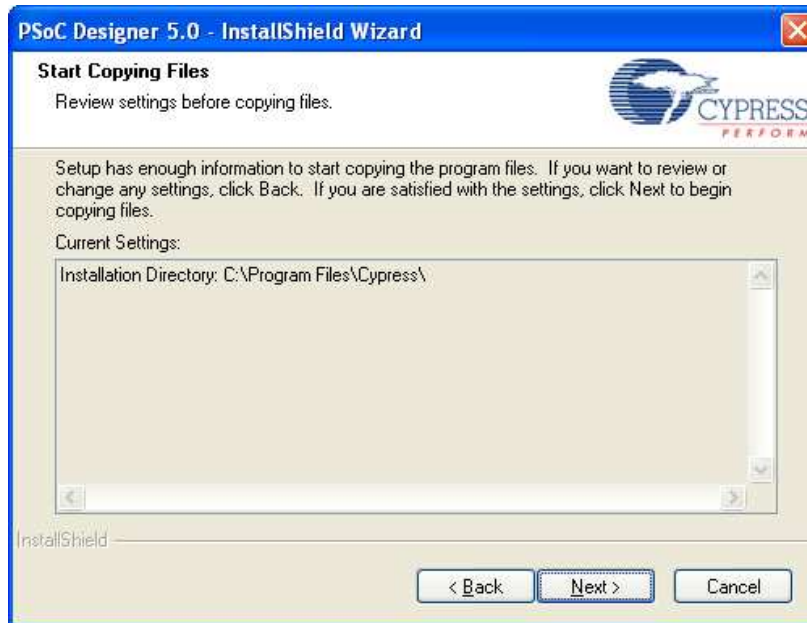 PSoC Designer 5.0 - InstallShield Wizard
Start Copying Files
Review settings before copying files.
CYPRESS
PERFORM
Setup has enough information to start copying the program files. If you want to review or
change any settings, click Back. If you are satisfied with the settings, click Next to begin
copying files.
Current Settings:
Installation Directory: C:\Program Files\Cypress\
InstallShield
< Back
Next >
Cancel